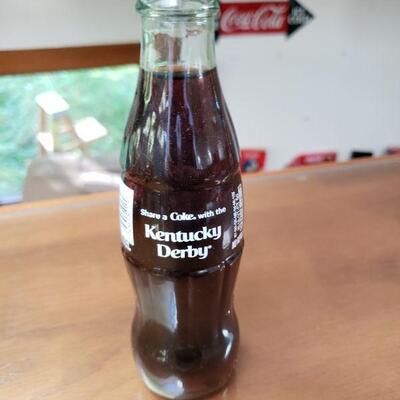 Coca-Cola
Share a Coke® with the
Kentucky
Derby®